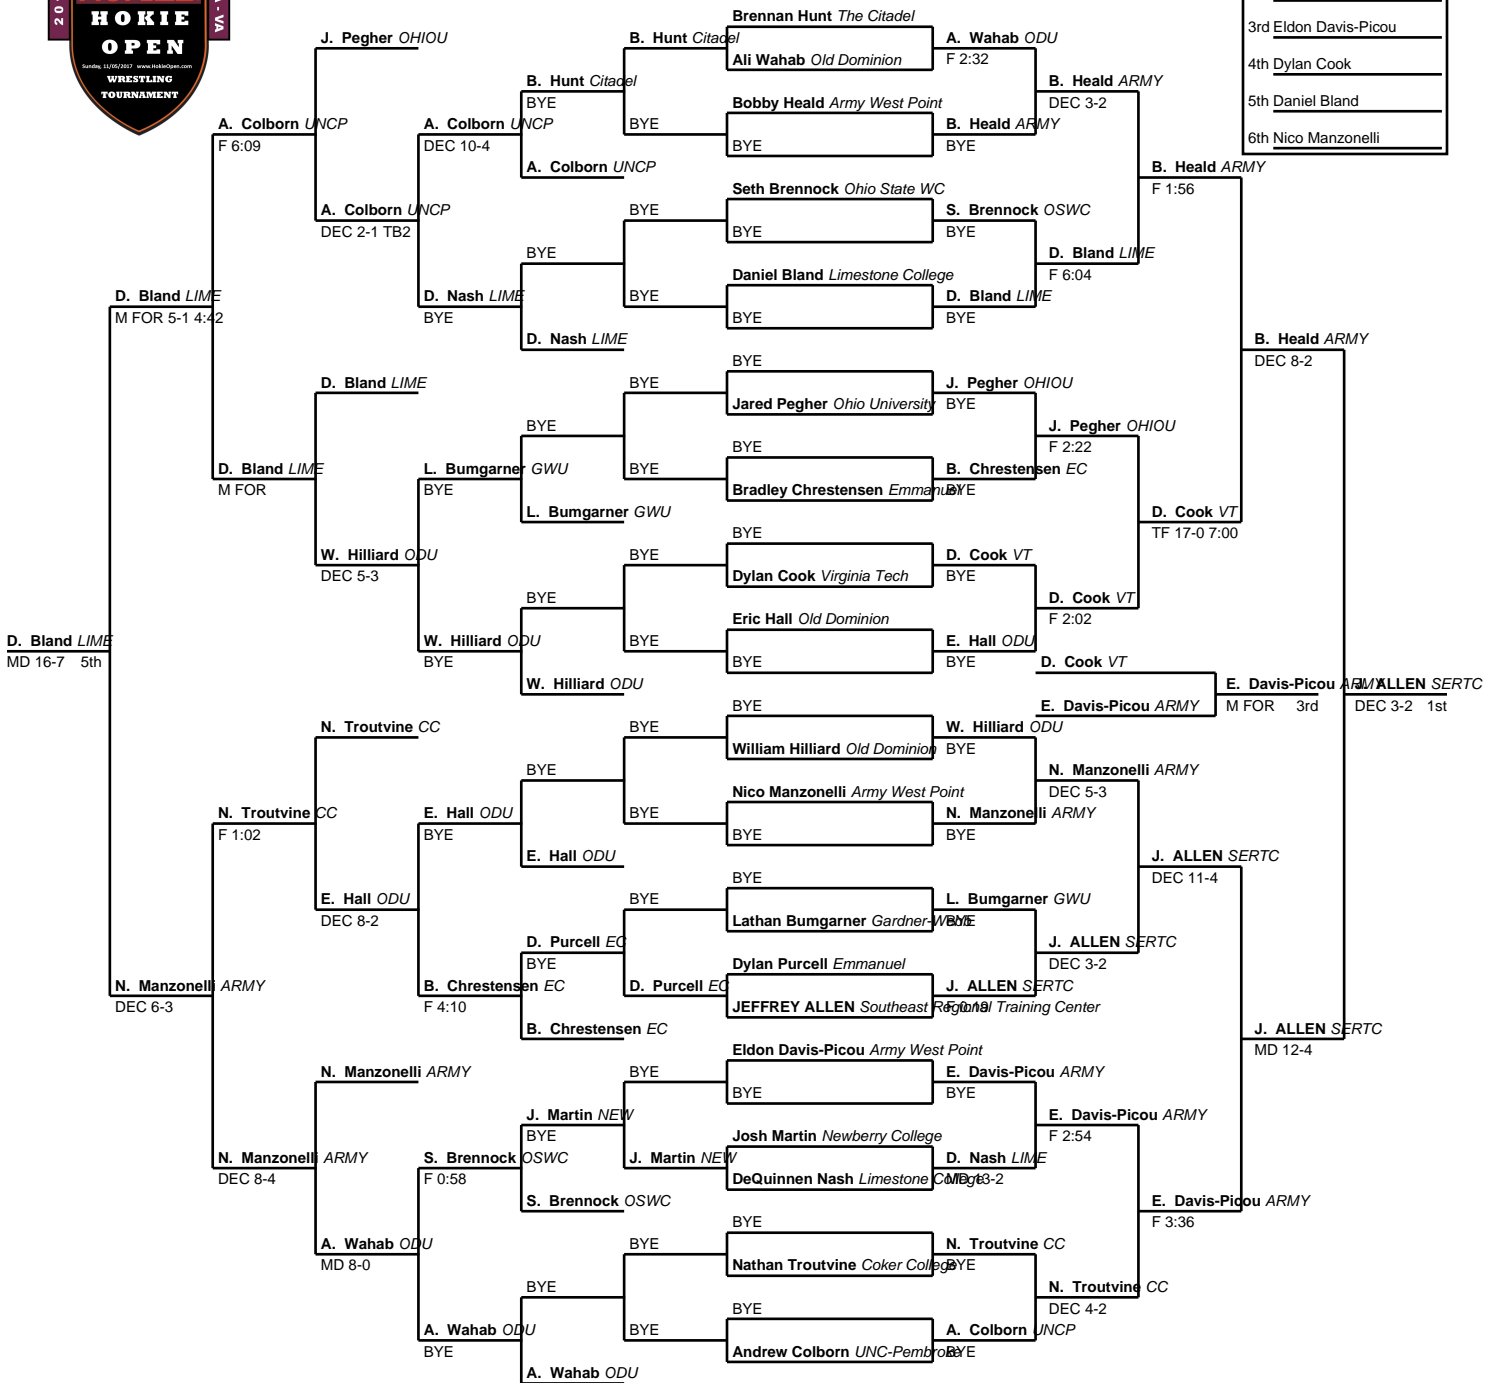 HOKIE
OPEN
Sunday, 11/05/2017 www.HokieOpen.com
WRESTLING
TOURNAMENT
3rd Eldon Davis-Picou
4th Dylan Cook
5th Daniel Bland
6th Nico Manzonelli
D. Bland LIME
MD 16-7 5th
D. Bland LIME
M FOR 5-1 4:42
N. Manzonelli ARMY
DEC 6-3
A. Colborn UNCP
F 6:09
D. Bland LIME
M FOR
N. Troutvine CC
F 1:02
N. Manzonelli ARMY
DEC 8-4
J. Pegher OHIOU
A. Colborn UNCP
DEC 2-1 TB2
D. Bland LIME
W. Hilliard ODU
DEC 5-3
N. Troutvine CC
E. Hall ODU
DEC 8-2
N. Manzonelli ARMY
A. Wahab ODU
MD 8-0
A. Colborn UNCP
DEC 10-4
D. Nash LIME
BYE
L. Bumgarner GWU
BYE
W. Hilliard ODU
BYE
E. Hall ODU
BYE
B. Chrestensen EC
F 4:10
S. Brennock OSWC
F 0:58
A. Wahab ODU
BYE
B. Hunt Citadel
BYE
A. Colborn UNCP
BYE
D. Nash LIME
BYE
L. Bumgarner GWU
BYE
W. Hilliard ODU
BYE
E. Hall ODU
D. Purcell EC
BYE
B. Chrestensen EC
J. Martin NEW
BYE
S. Brennock OSWC
BYE
A. Wahab ODU
B. Hunt Citadel
BYE
BYE
BYE
BYE
BYE
BYE
BYE
BYE
BYE
BYE
D. Purcell EC
BYE
J. Martin NEW
BYE
BYE
Brennan Hunt The Citadel
Ali Wahab Old Dominion
Bobby Heald Army West Point
BYE
Seth Brennock Ohio State WC
BYE
Daniel Bland Limestone College
BYE
BYE
Jared Pegher Ohio University
BYE
Bradley Chrestensen Emmanuel
BYE
Dylan Cook Virginia Tech
Eric Hall Old Dominion
BYE
BYE
William Hilliard Old Dominion
Nico Manzonelli Army West Point
BYE
BYE
Lathan Bumgarner Gardner-Webb
Dylan Purcell Emmanuel
JEFFREY ALLEN Southeast Regional Training Center
Eldon Davis-Picou Army West Point
BYE
Josh Martin Newberry College
DeQuinnen Nash Limestone College
BYE
Nathan Troutvine Coker College
BYE
Andrew Colborn UNC-Pembroke
A. Wahab ODU
F 2:32
B. Heald ARMY
BYE
S. Brennock OSWC
BYE
D. Bland LIME
BYE
J. Pegher OHIOU
BYE
B. Chrestensen EC
BYE
D. Cook VT
BYE
E. Hall ODU
BYE
W. Hilliard ODU
BYE
N. Manzonelli ARMY
BYE
L. Bumgarner GWU
BYE
J. ALLEN SERTC
E. Davis-Picou ARMY
BYE
D. Nash LIME
MD 13-2
N. Troutvine CC
BYE
A. Colborn UNCP
BYE
B. Heald ARMY
DEC 3-2
D. Bland LIME
F 6:04
J. Pegher OHIOU
F 2:22
D. Cook VT
F 2:02
N. Manzonelli ARMY
DEC 5-3
J. ALLEN SERTC
DEC 3-2
E. Davis-Picou ARMY
F 2:54
N. Troutvine CC
DEC 4-2
B. Heald ARMY
F 1:56
D. Cook VT
TF 17-0 7:00
J. ALLEN SERTC
DEC 11-4
E. Davis-Picou ARMY
F 3:36
B. Heald ARMY
DEC 8-2
J. ALLEN SERTC
MD 12-4
D. Cook VT
E. Davis-Picou ARMY
E. Davis-Picou ARMY
M FOR 3rd
J. ALLEN SERTC
DEC 3-2 1st